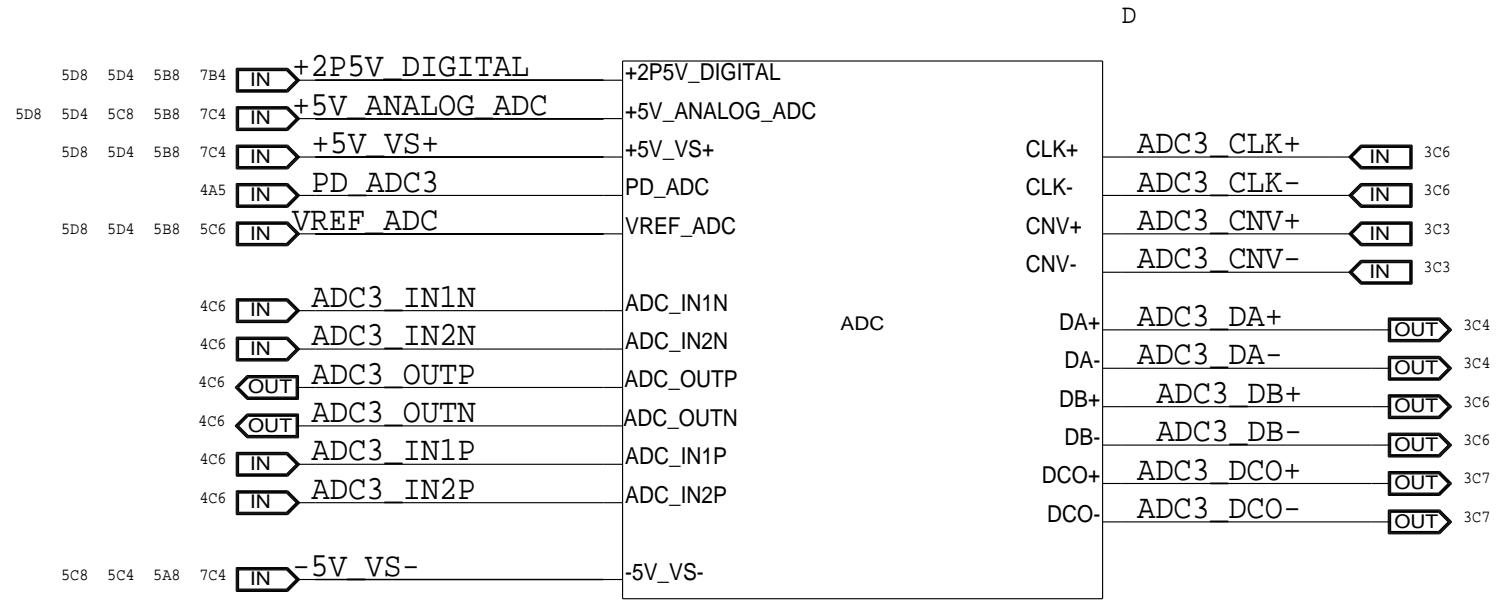 D
5D8 5D4 5B8 7B4 IN +2P5V_DIGITAL +2P5V_DIGITAL
5D8 5D4 5C8 5B8 7C4 IN +5V_ANALOG_ADC +5V_ANALOG_ADC
5D8 5D4 5B8 7C4 IN +5V_VS+ +5V_VS+ CLK+ ADC3_CLK+ IN 3C6
4A5 IN PD_ADC3 PD_ADC CLK- ADC3_CLK- IN 3C6
5D8 5D4 5B8 5C6 IN VREF_ADC VREF_ADC CNV+ ADC3_CNV+ IN 3C3
CNV- ADC3_CNV- IN 3C3
4C6 IN ADC3_IN1N ADC_IN1N ADC DA+ ADC3_DA+ OUT 3C4
4C6 IN ADC3_IN2N ADC_IN2N DA- ADC3_DA- OUT 3C4
4C6 OUT ADC3_OUTP ADC_OUTP DB+ ADC3_DB+ OUT 3C6
4C6 OUT ADC3_OUTN ADC_OUTN DB- ADC3_DB- OUT 3C6
4C6 IN ADC3_IN1P ADC_IN1P DCO+ ADC3_DCO+ OUT 3C7
4C6 IN ADC3_IN2P ADC_IN2P DCO- ADC3_DCO- OUT 3C7
5C8 5C4 5A8 7C4 IN -5V_VS- -5V_VS-